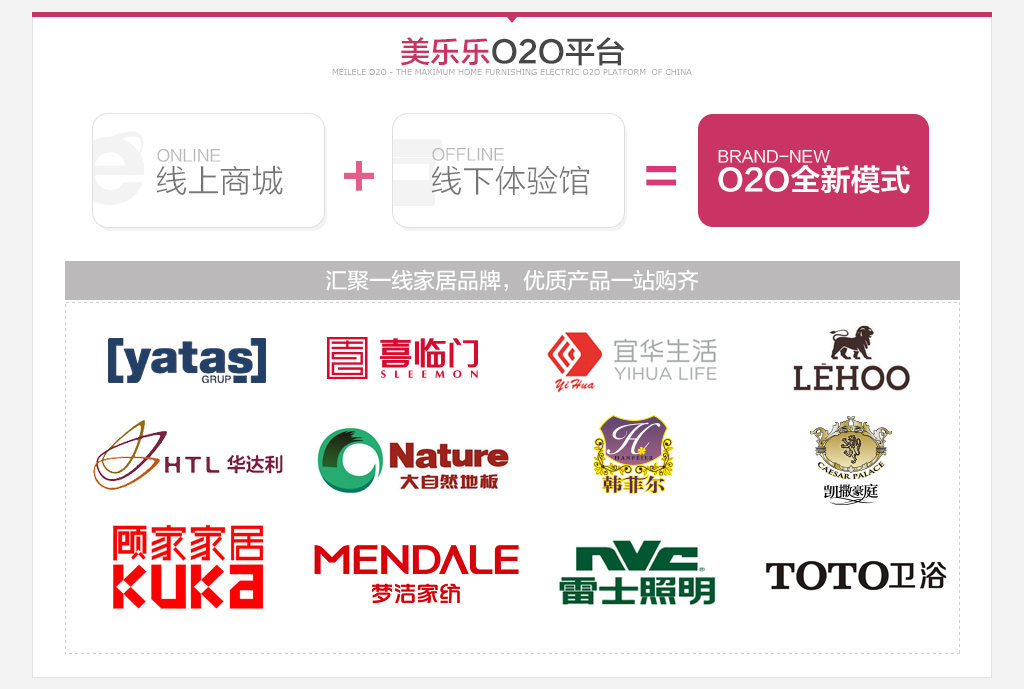 美乐乐O2O平台
MEILELE O2O - THE MAXIMUM HOME FURNISHING ELECTRIC O2O PLATFORM OF CHINA
ONLINE
线上商城
+
OFFLINE
线下体验馆
=
BRAND-NEW
O2O全新模式
汇聚一线家居品牌，优质产品一站购齐
[yatas]
GRUP
喜临门
SLEEMON
YiHua
宜华生活
YIHUA LIFE
LEHOO
HTL 华达利
Nature
大自然地板
H
HANFEIER
韩菲尔
CAESAR PALACE
凯撒豪庭
顾家家居
KUKA
MENDALE
梦洁家纺
NVC
雷士照明
TOTO卫浴